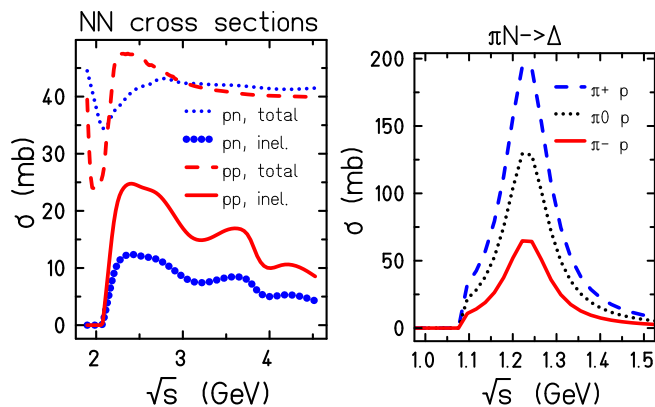 NN cross sections
σ (mb)
40
30
20
10
0
pn, total
pn, inel.
pp, total
pp, inel.
2
3
4
√s (GeV)
πN->Δ
σ (mb)
200
150
100
50
0
π+ p
π0 p
π- p
1.0
1.1
1.2
1.3
1.4
1.5
√s (GeV)